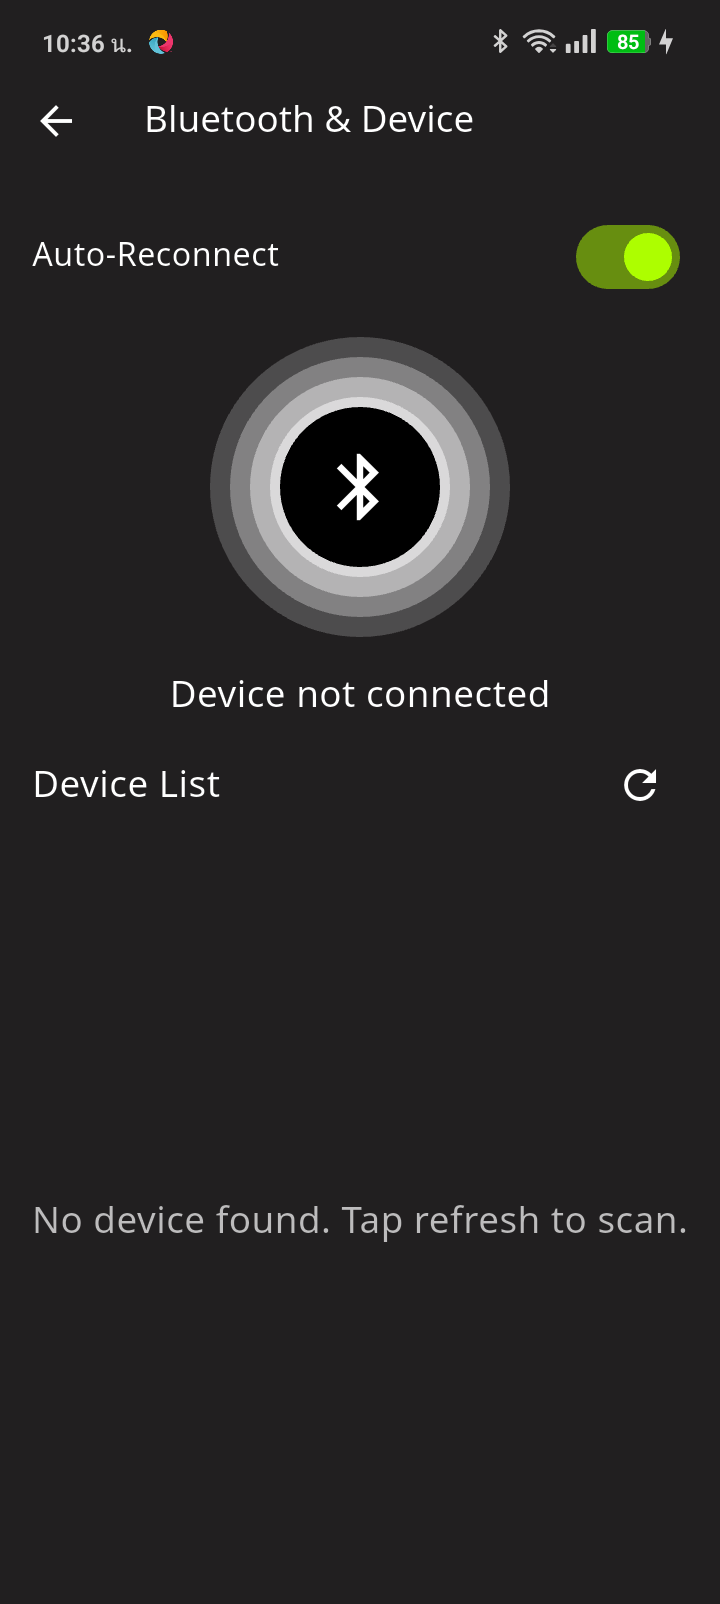 10:36 น.
85
Bluetooth & Device
Auto-Reconnect
Device not connected
Device List
No device found. Tap refresh to scan.